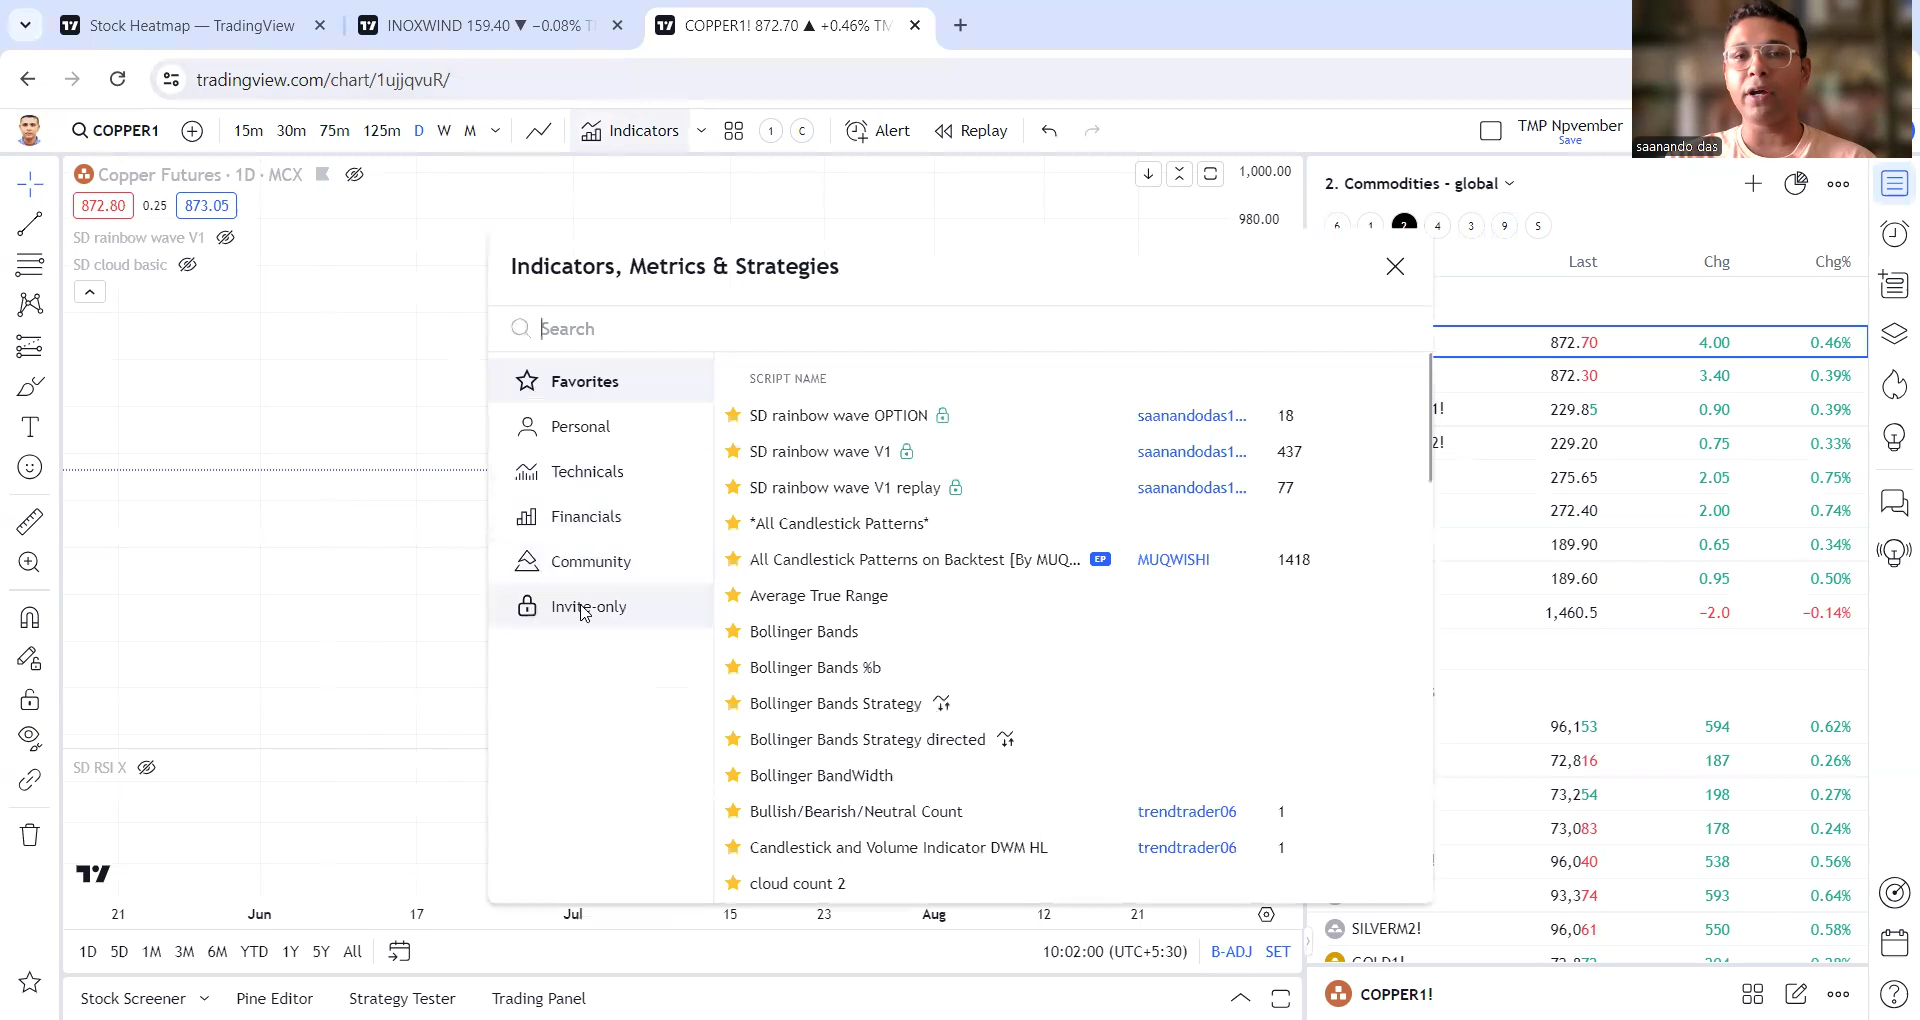 Stock Heatmap — TradingView
INOXWIND 159.40 ▼ −0.08% T
COPPER1! 872.70 ▲ +0.46% TM
tradingview.com/chart/1ujjqvuR/
saanando das
COPPER1
15m 30m 75m 125m D W M
Indicators
1 C
Alert
Replay
TMP Npvember
Save
Copper Futures · 1D · MCX
872.80 0.25 873.05
SD rainbow wave V1
SD cloud basic
1,000.00
980.00
SD RSI X
21 Jun 17 Jul 15 23 Aug 12 21
1D 5D 1M 3M 6M YTD 1Y 5Y All
10:02:00 (UTC+5:30) B-ADJ SET
Stock Screener Pine Editor Strategy Tester Trading Panel
Indicators, Metrics & Strategies
Search
Favorites
Personal
Technicals
Financials
Community
Invite-only
SCRIPT NAME
SD rainbow wave OPTION saanandodas1... 18
SD rainbow wave V1 saanandodas1... 437
SD rainbow wave V1 replay saanandodas1... 77
*All Candlestick Patterns*
All Candlestick Patterns on Backtest [By MUQ... EP MUQWISHI 1418
Average True Range
Bollinger Bands
Bollinger Bands %b
Bollinger Bands Strategy
Bollinger Bands Strategy directed
Bollinger BandWidth
Bullish/Bearish/Neutral Count trendtrader06 1
Candlestick and Volume Indicator DWM HL trendtrader06 1
cloud count 2
2. Commodities - global
6 1 2 4 3 9 S
Last Chg Chg%
872.70 4.00 0.46%
872.30 3.40 0.39%
1! 229.85 0.90 0.39%
2! 229.20 0.75 0.33%
275.65 2.05 0.75%
272.40 2.00 0.74%
189.90 0.65 0.34%
189.60 0.95 0.50%
1,460.5 −2.0 −0.14%
96,153 594 0.62%
72,816 187 0.26%
73,254 198 0.27%
73,083 178 0.24%
96,040 538 0.56%
93,374 593 0.64%
SILVERM2! 96,061 550 0.58%
COPPER1!